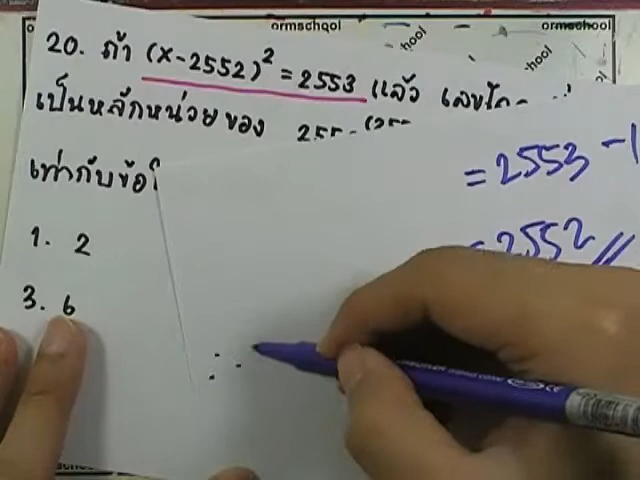 ormschool
ormschool
hool
hool
20. ถ้า (x-2552)² = 2553 แล้ว
เป็นหลักหน่วยของ
เท่ากับข้อ
1. 2
3. 6
= 2553 - 1
= 2552 //